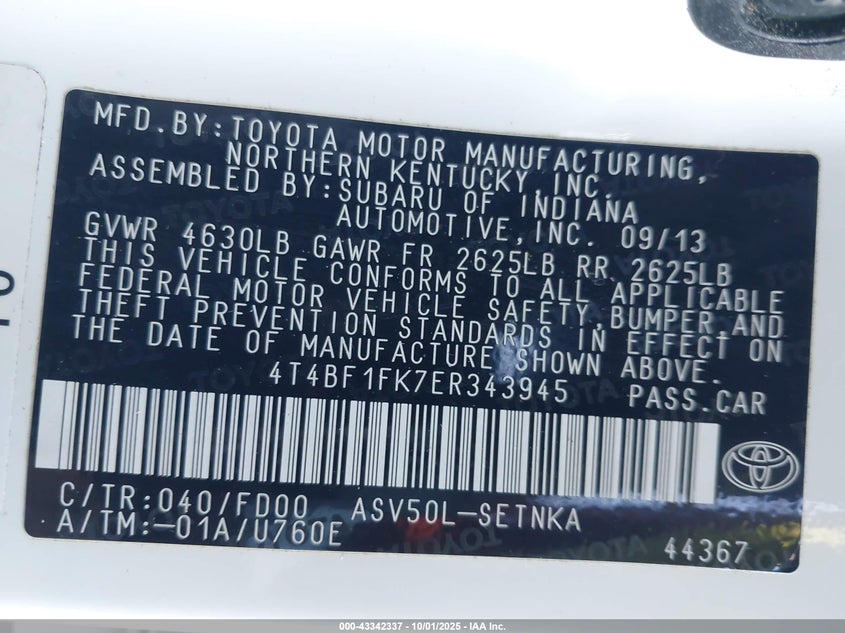 MFD.BY:TOYOTA MOTOR MANUFACTURING,
NORTHERN KENTUCKY,INC.
ASSEMBLED BY:SUBARU OF INDIANA
AUTOMOTIVE,INC. 09/13
GVWR 4630LB GAWR FR 2625LB RR 2625LB
THIS VEHICLE CONFORMS TO ALL APPLICABLE
FEDERAL MOTOR VEHICLE SAFETY,BUMPER,AND
THEFT PREVENTION STANDARDS IN EFFECT ON
THE DATE OF MANUFACTURE SHOWN ABOVE.
4T4BF1FK7ER343945 PASS.CAR
C/TR:040/FD00 ASV50L-SETNKA
A/TM:-01A/U760E
44367
000-43342337 - 10/01/2025 - IAA Inc.